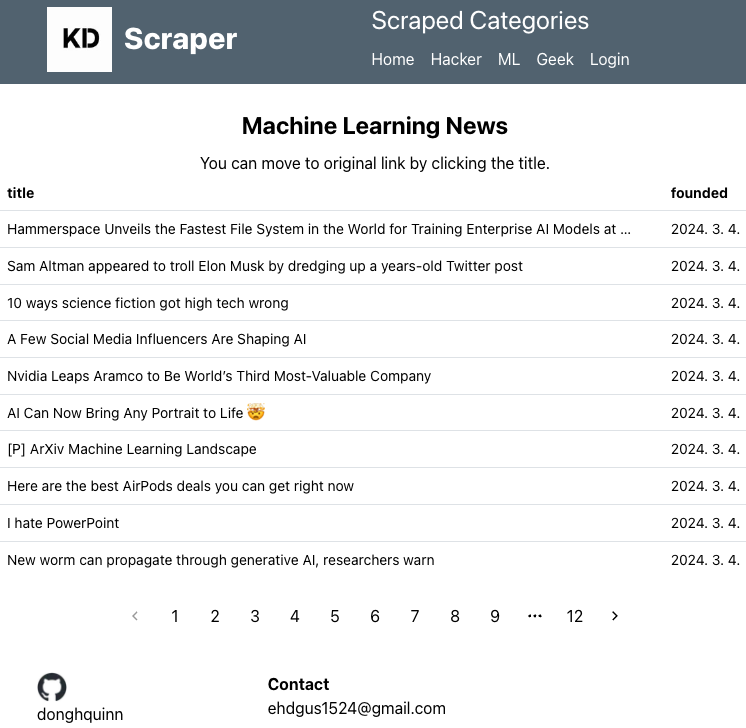 KD Scraper
Scraped Categories
Home Hacker ML Geek Login
Machine Learning News
You can move to original link by clicking the title.
title founded
Hammerspace Unveils the Fastest File System in the World for Training Enterprise AI Models at ... 2024. 3. 4.
Sam Altman appeared to troll Elon Musk by dredging up a years-old Twitter post 2024. 3. 4.
10 ways science fiction got high tech wrong 2024. 3. 4.
A Few Social Media Influencers Are Shaping AI 2024. 3. 4.
Nvidia Leaps Aramco to Be World’s Third Most-Valuable Company 2024. 3. 4.
AI Can Now Bring Any Portrait to Life 🤯 2024. 3. 4.
[P] ArXiv Machine Learning Landscape 2024. 3. 4.
Here are the best AirPods deals you can get right now 2024. 3. 4.
I hate PowerPoint 2024. 3. 4.
New worm can propagate through generative AI, researchers warn 2024. 3. 4.
‹ 1 2 3 4 5 6 7 8 9 ··· 12 ›
donghquinn
Contact
ehdgus1524@gmail.com